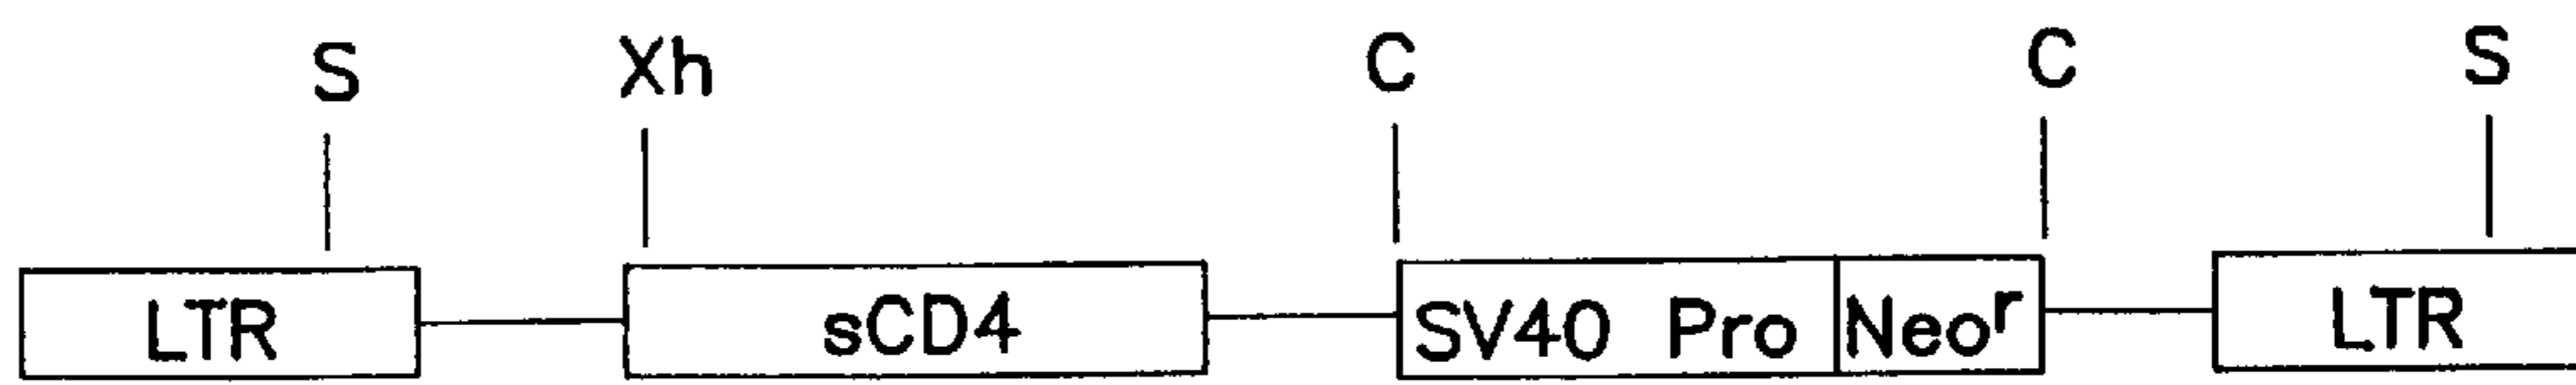 S Xh C C S
LTR sCD4 SV40 Pro Neoʳ LTR